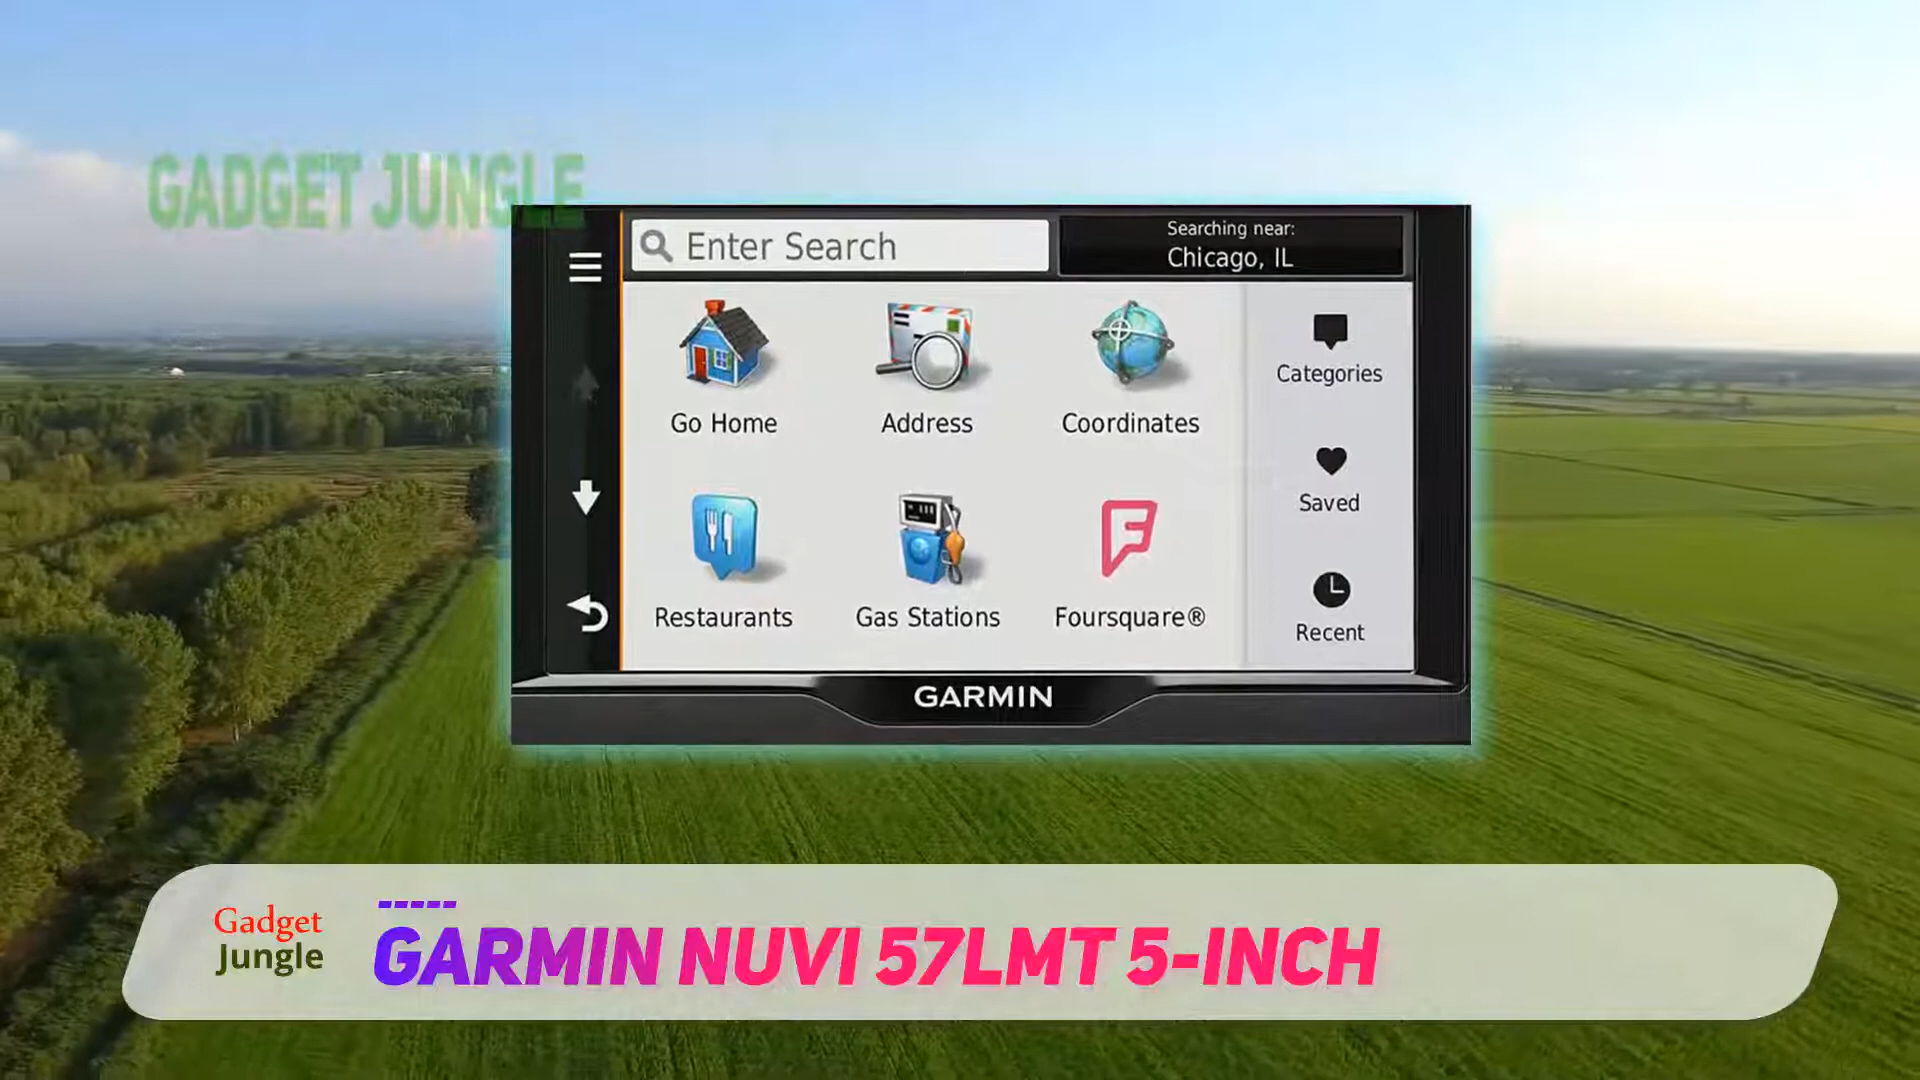 GADGET JUNGLE
Enter Search
Searching near:
Chicago, IL
Go Home
Address
Coordinates
Categories
Saved
Restaurants
Gas Stations
Foursquare®
Recent
GARMIN
Gadget
Jungle
GARMIN NUVI 57LMT 5-INCH